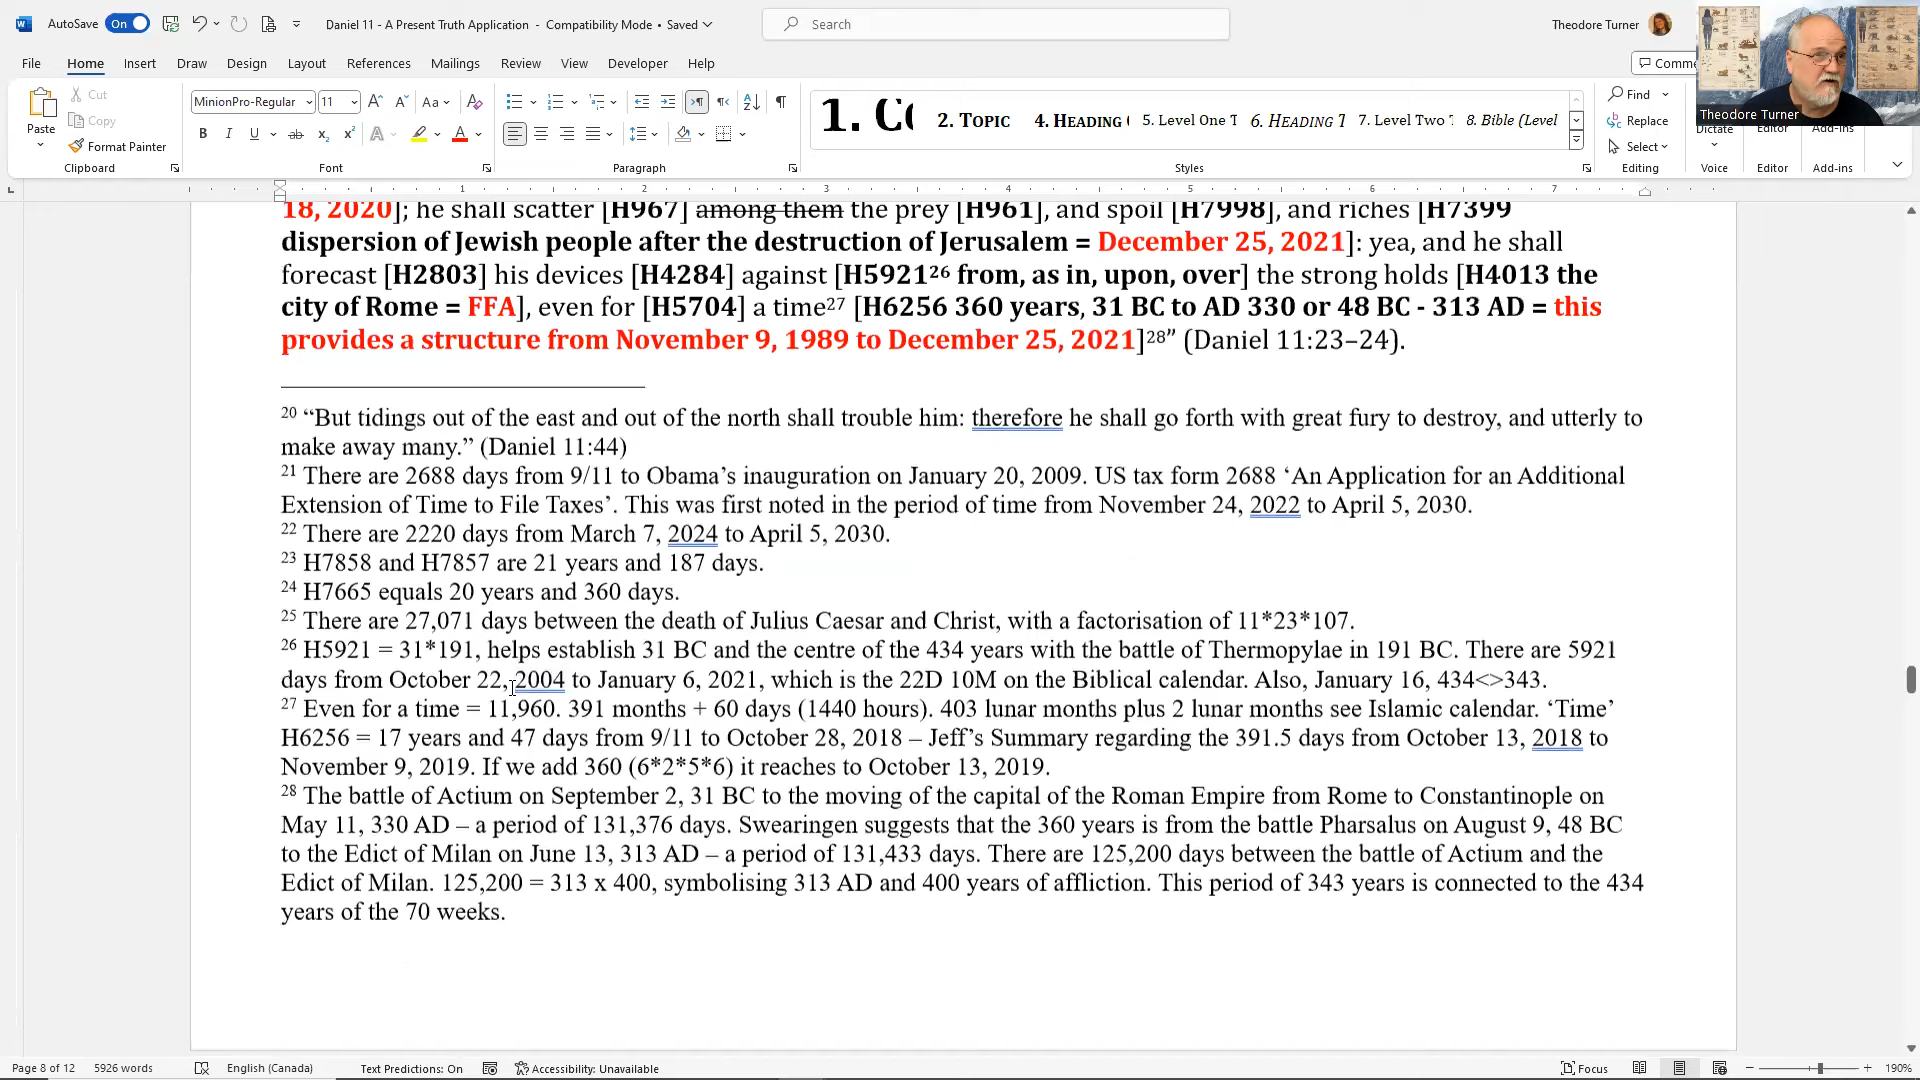 AutoSave On Daniel 11 - A Present Truth Application - Compatibility Mode • Saved Search Theodore Turner
File Home Insert Draw Design Layout References Mailings Review View Developer Help
Paste Cut Copy Format Painter Clipboard
MinionPro-Regular 11 Aa B I U ab x₂ x² A A Font
Paragraph
1. 2. TOPIC 4. HEADING 5. Level One 6. HEADING 7. Level Two 8. Bible (Level Styles
Find Replace Select Editing
Dictate Voice Editor Editor Add-ins Add-ins
Theodore Turner
1 2 3 4 5 6 7
18, 2020]; he shall scatter [H967] among them the prey [H961], and spoil [H7998], and riches [H7399
dispersion of Jewish people after the destruction of Jerusalem = December 25, 2021]: yea, and he shall
forecast [H2803] his devices [H4284] against [H5921²⁶ from, as in, upon, over] the strong holds [H4013 the
city of Rome = FFA], even for [H5704] a time²⁷ [H6256 360 years, 31 BC to AD 330 or 48 BC - 313 AD = this
provides a structure from November 9, 1989 to December 25, 2021]²⁸” (Daniel 11:23–24).
²⁰ “But tidings out of the east and out of the north shall trouble him: therefore he shall go forth with great fury to destroy, and utterly to
make away many.” (Daniel 11:44)
²¹ There are 2688 days from 9/11 to Obama’s inauguration on January 20, 2009. US tax form 2688 ‘An Application for an Additional
Extension of Time to File Taxes’. This was first noted in the period of time from November 24, 2022 to April 5, 2030.
²² There are 2220 days from March 7, 2024 to April 5, 2030.
²³ H7858 and H7857 are 21 years and 187 days.
²⁴ H7665 equals 20 years and 360 days.
²⁵ There are 27,071 days between the death of Julius Caesar and Christ, with a factorisation of 11*23*107.
²⁶ H5921 = 31*191, helps establish 31 BC and the centre of the 434 years with the battle of Thermopylae in 191 BC. There are 5921
days from October 22, 2004 to January 6, 2021, which is the 22D 10M on the Biblical calendar. Also, January 16, 434<>343.
²⁷ Even for a time = 11,960. 391 months + 60 days (1440 hours). 403 lunar months plus 2 lunar months see Islamic calendar. ‘Time’
H6256 = 17 years and 47 days from 9/11 to October 28, 2018 – Jeff’s Summary regarding the 391.5 days from October 13, 2018 to
November 9, 2019. If we add 360 (6*2*5*6) it reaches to October 13, 2019.
²⁸ The battle of Actium on September 2, 31 BC to the moving of the capital of the Roman Empire from Rome to Constantinople on
May 11, 330 AD – a period of 131,376 days. Swearingen suggests that the 360 years is from the battle Pharsalus on August 9, 48 BC
to the Edict of Milan on June 13, 313 AD – a period of 131,433 days. There are 125,200 days between the battle of Actium and the
Edict of Milan. 125,200 = 313 x 400, symbolising 313 AD and 400 years of affliction. This period of 343 years is connected to the 434
years of the 70 weeks.
Page 8 of 12 5926 words English (Canada) Text Predictions: On Accessibility: Unavailable Focus 190%